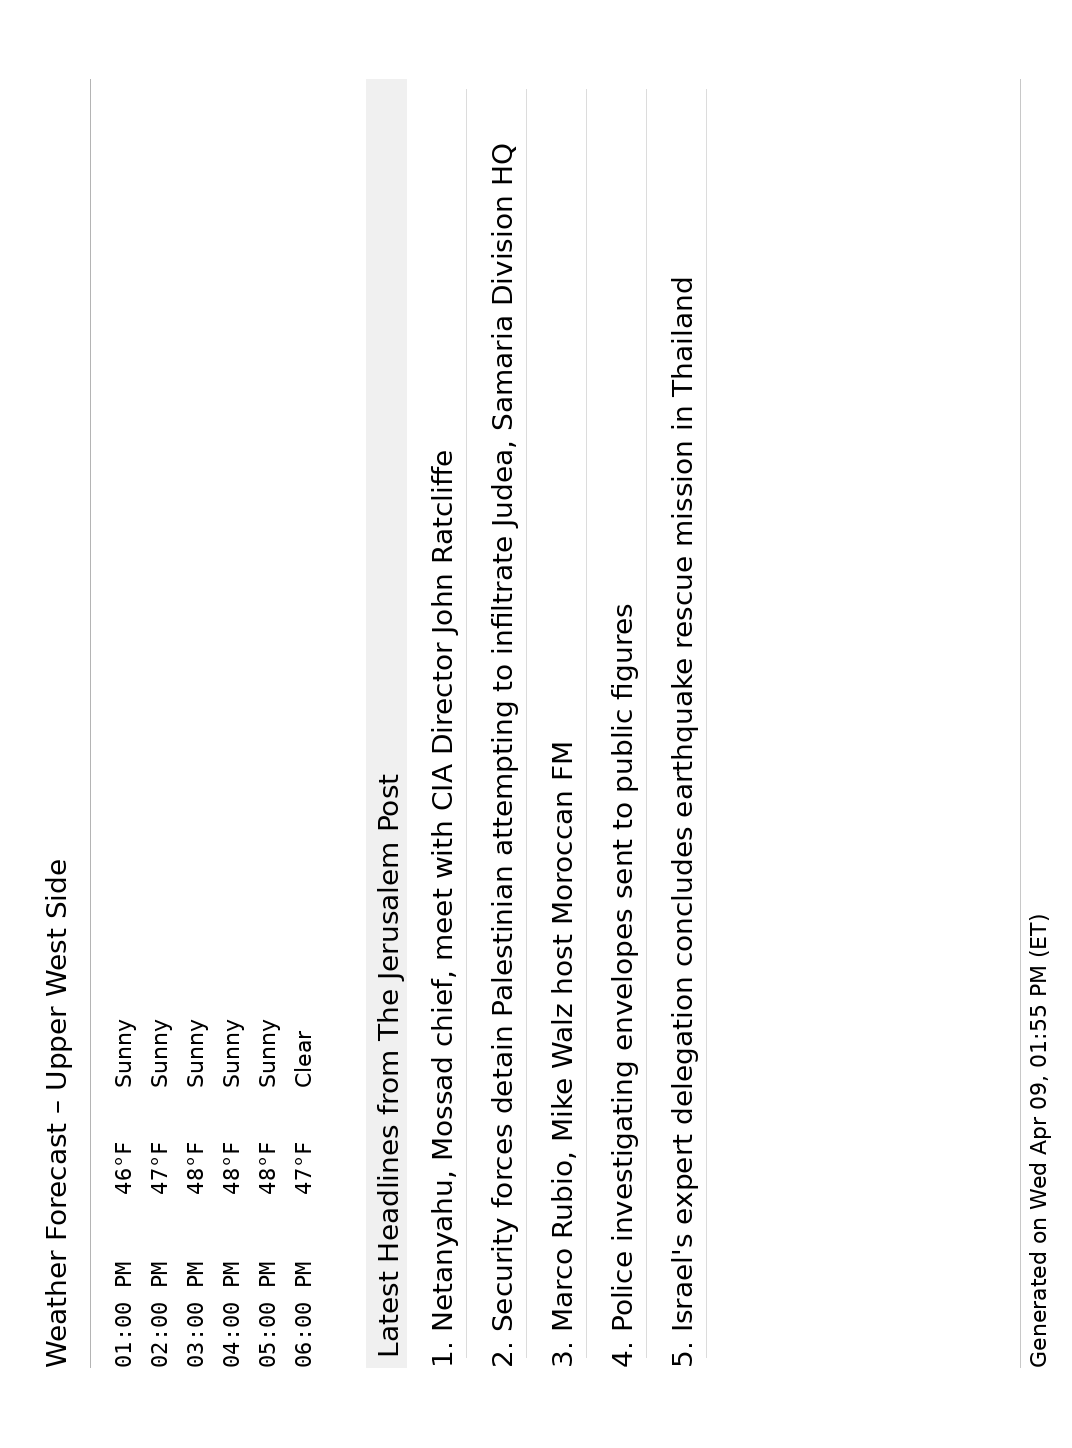 Weather Forecast – Upper West Side
01:00 PM 46°F Sunny
02:00 PM 47°F Sunny
03:00 PM 48°F Sunny
04:00 PM 48°F Sunny
05:00 PM 48°F Sunny
06:00 PM 47°F Clear
Latest Headlines from The Jerusalem Post
1. Netanyahu, Mossad chief, meet with CIA Director John Ratcliffe
2. Security forces detain Palestinian attempting to infiltrate Judea, Samaria Division HQ
3. Marco Rubio, Mike Walz host Moroccan FM
4. Police investigating envelopes sent to public figures
5. Israel's expert delegation concludes earthquake rescue mission in Thailand
Generated on Wed Apr 09, 01:55 PM (ET)